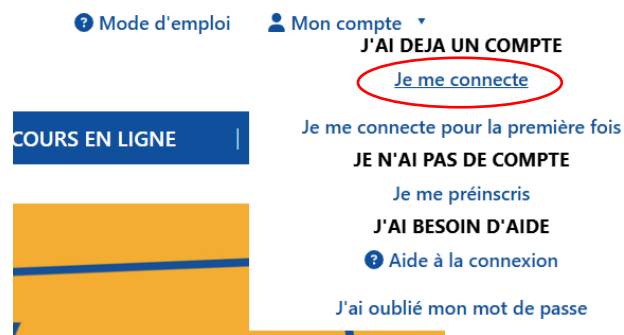 Mode d'emploi Mon compte
J'AI DEJA UN COMPTE
Je me connecte
COURS EN LIGNE |
Je me connecte pour la première fois
JE N'AI PAS DE COMPTE
Je me préinscris
J'AI BESOIN D'AIDE
Aide à la connexion
J'ai oublié mon mot de passe